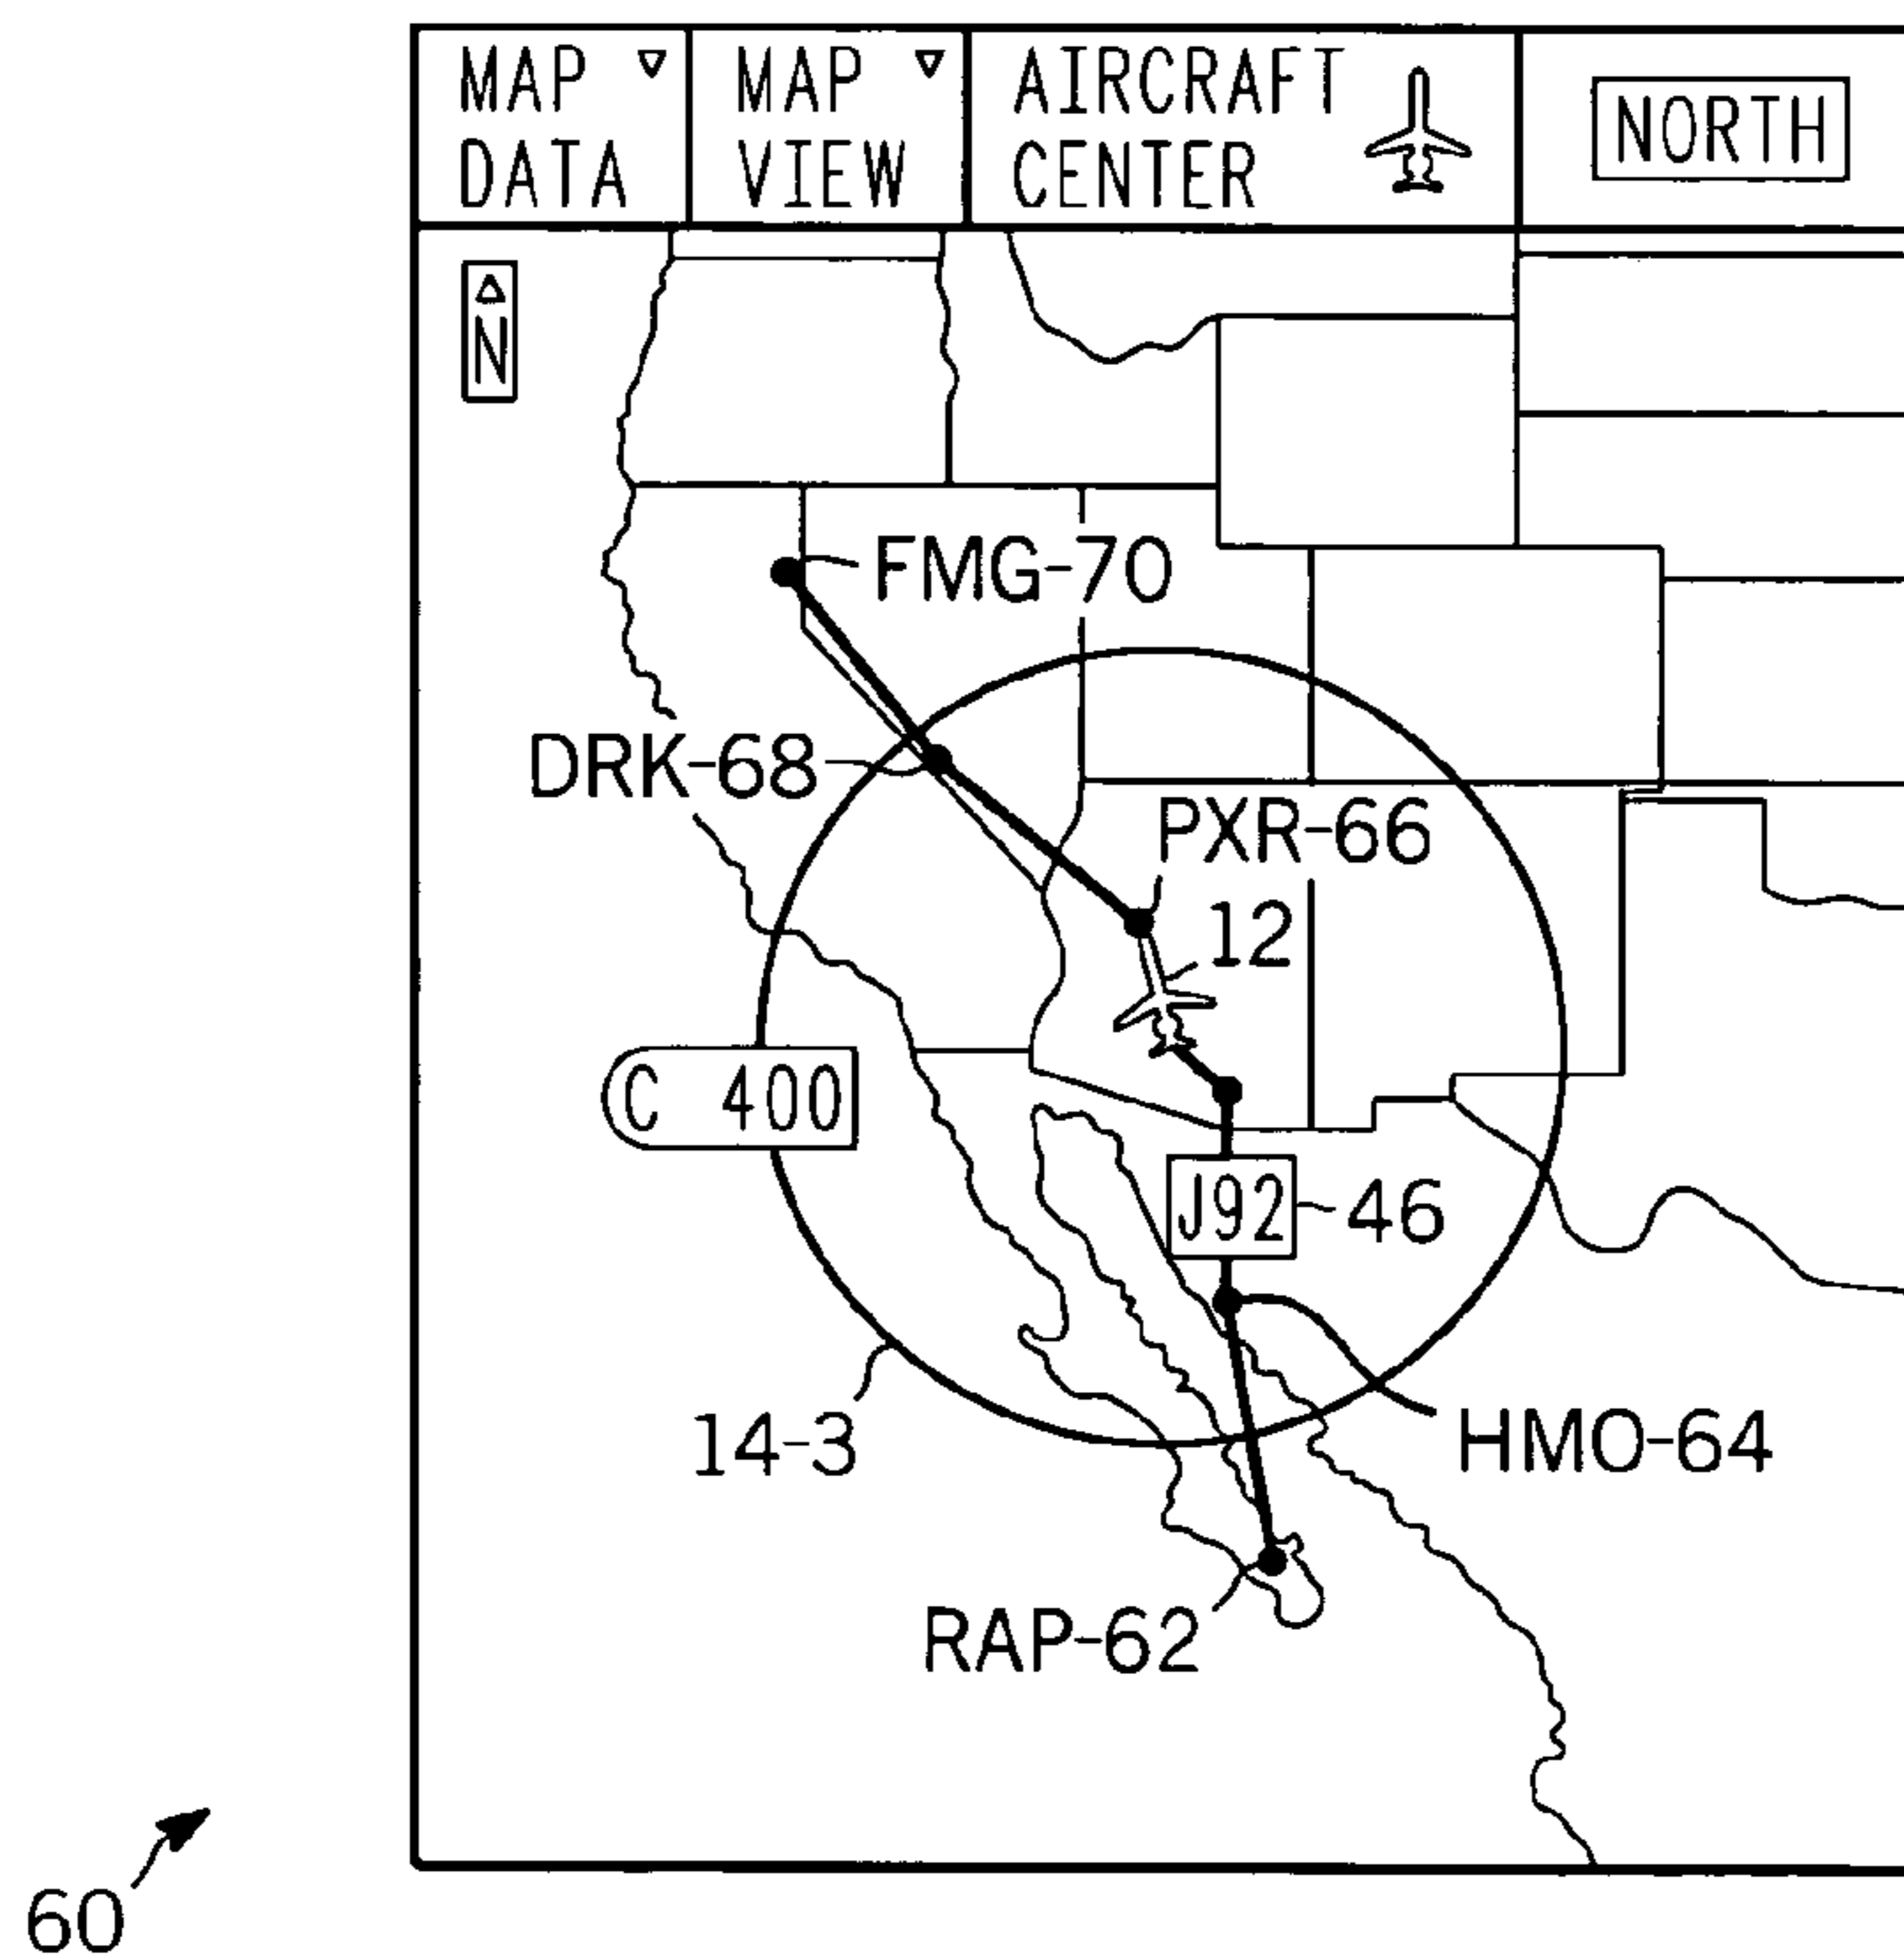 MAP
DATA
MAP
VIEW
AIRCRAFT
CENTER
NORTH
N
FMG-70
DRK-68
PXR-66
12
C 400
J92
46
14-3
HMO-64
RAP-62
60